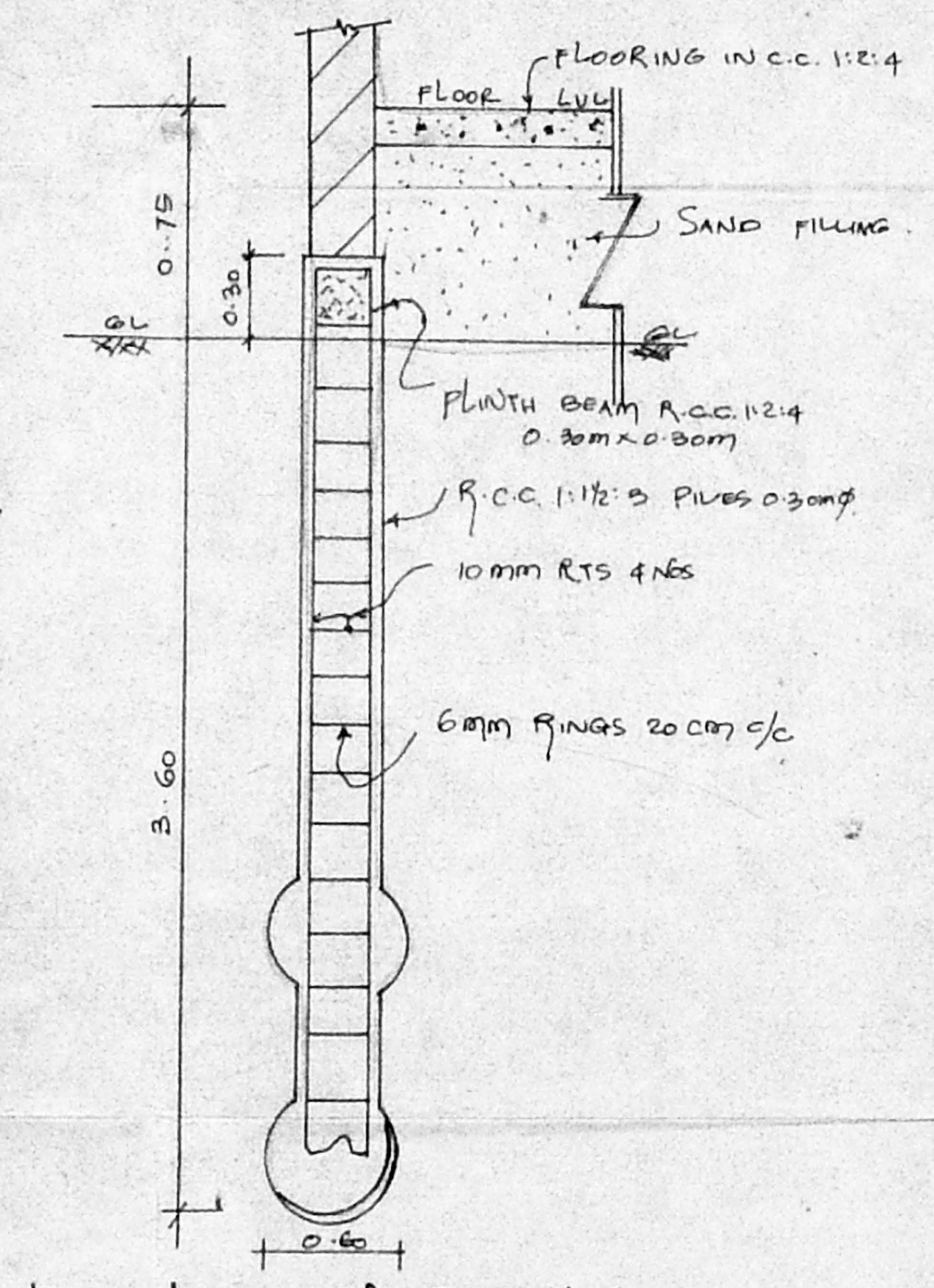 FLOORING IN C.C. 1:2:4
FLOOR LVL
0.75
SAND FILLING
0.30
GL
GL
PLINTH BEAM R.C.C. 1:2:4
0.30m x 0.30m
R.C.C. 1:1½:3 PILES 0.30mφ
10mm RTS 4 NOS
6mm RINGS 20 cm c/c
3.60
0.60